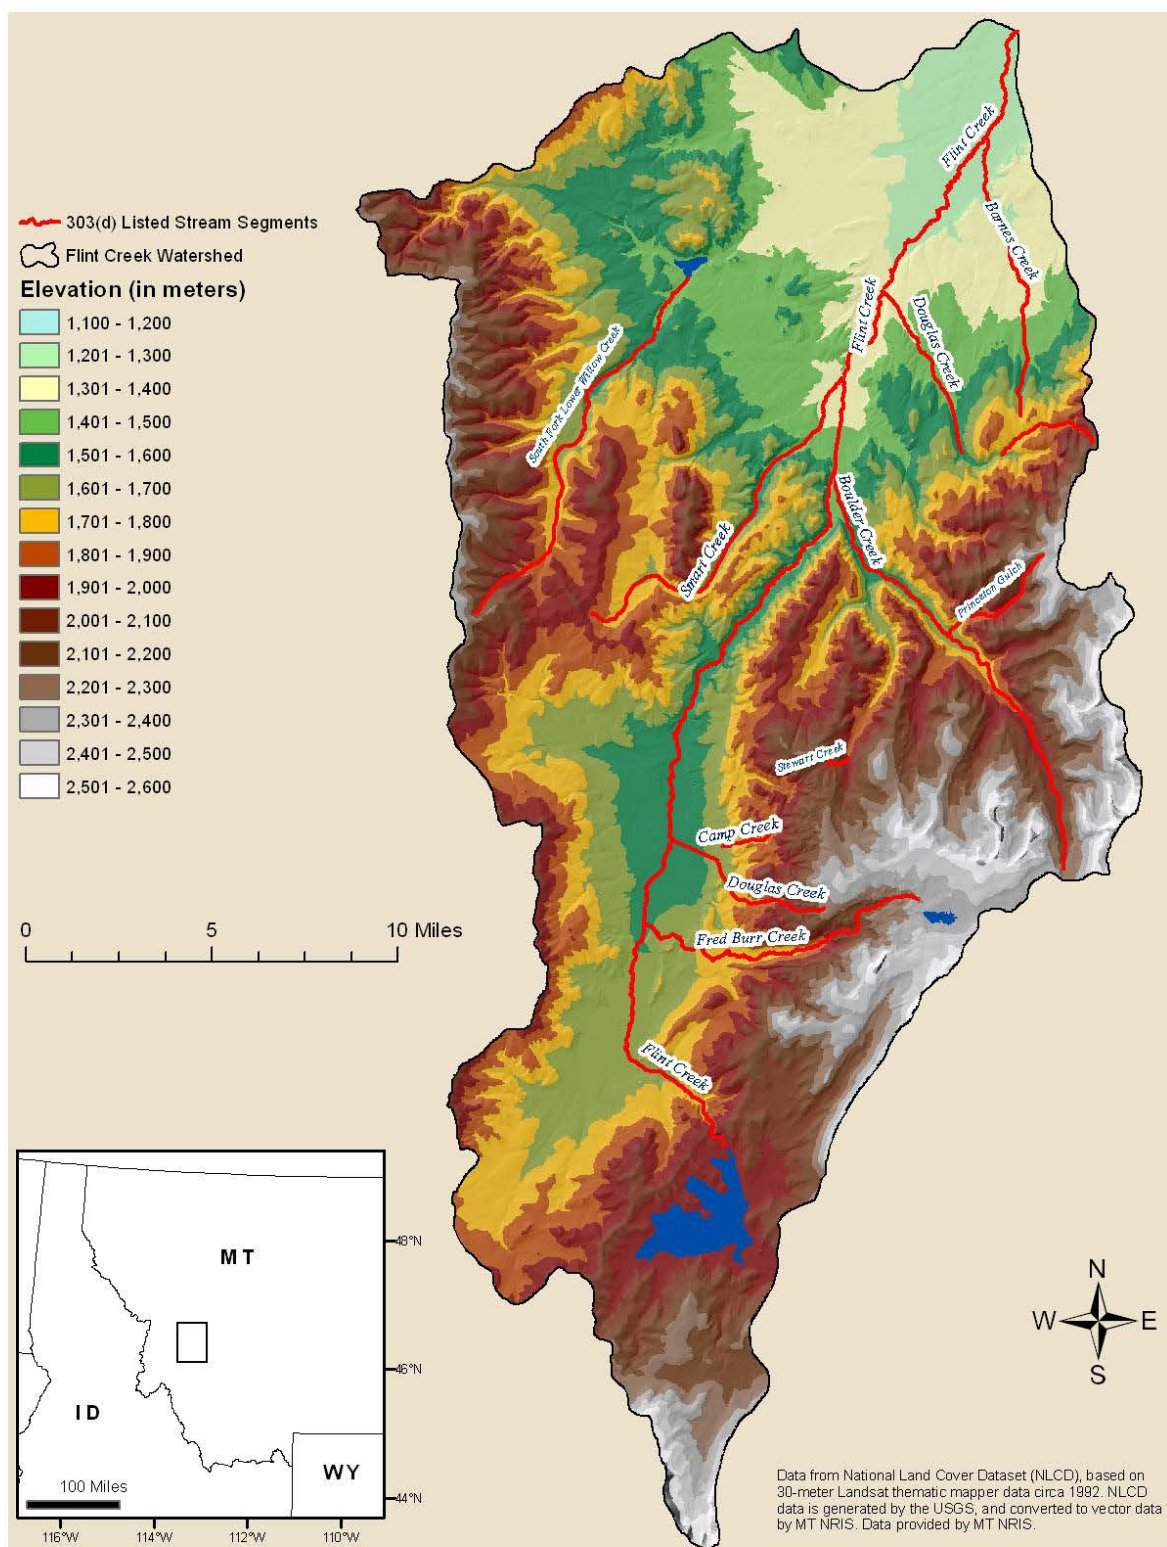 303(d) Listed Stream Segments
Flint Creek Watershed
Elevation (in meters)
1,100 - 1,200
1,201 - 1,300
1,301 - 1,400
1,401 - 1,500
1,501 - 1,600
1,601 - 1,700
1,701 - 1,800
1,801 - 1,900
1,901 - 2,000
2,001 - 2,100
2,101 - 2,200
2,201 - 2,300
2,301 - 2,400
2,401 - 2,500
2,501 - 2,600
0 5 10 Miles
Flint Creek
Barnes Creek
Flint Creek
Douglas Creek
South Fork Lower Willow Creek
Boulder Creek
Smart Creek
Princeton Gulch
Stewart Creek
Camp Creek
Douglas Creek
Fred Burr Creek
Flint Creek
MT
ID
WY
100 Miles
48°N
46°N
44°N
116°W 114°W 112°W 110°W
N
W E
S
Data from National Land Cover Dataset (NLCD), based on
30-meter Landsat thematic mapper data circa 1992. NLCD
data is generated by the USGS, and converted to vector data
by MT NRIS. Data provided by MT NRIS.